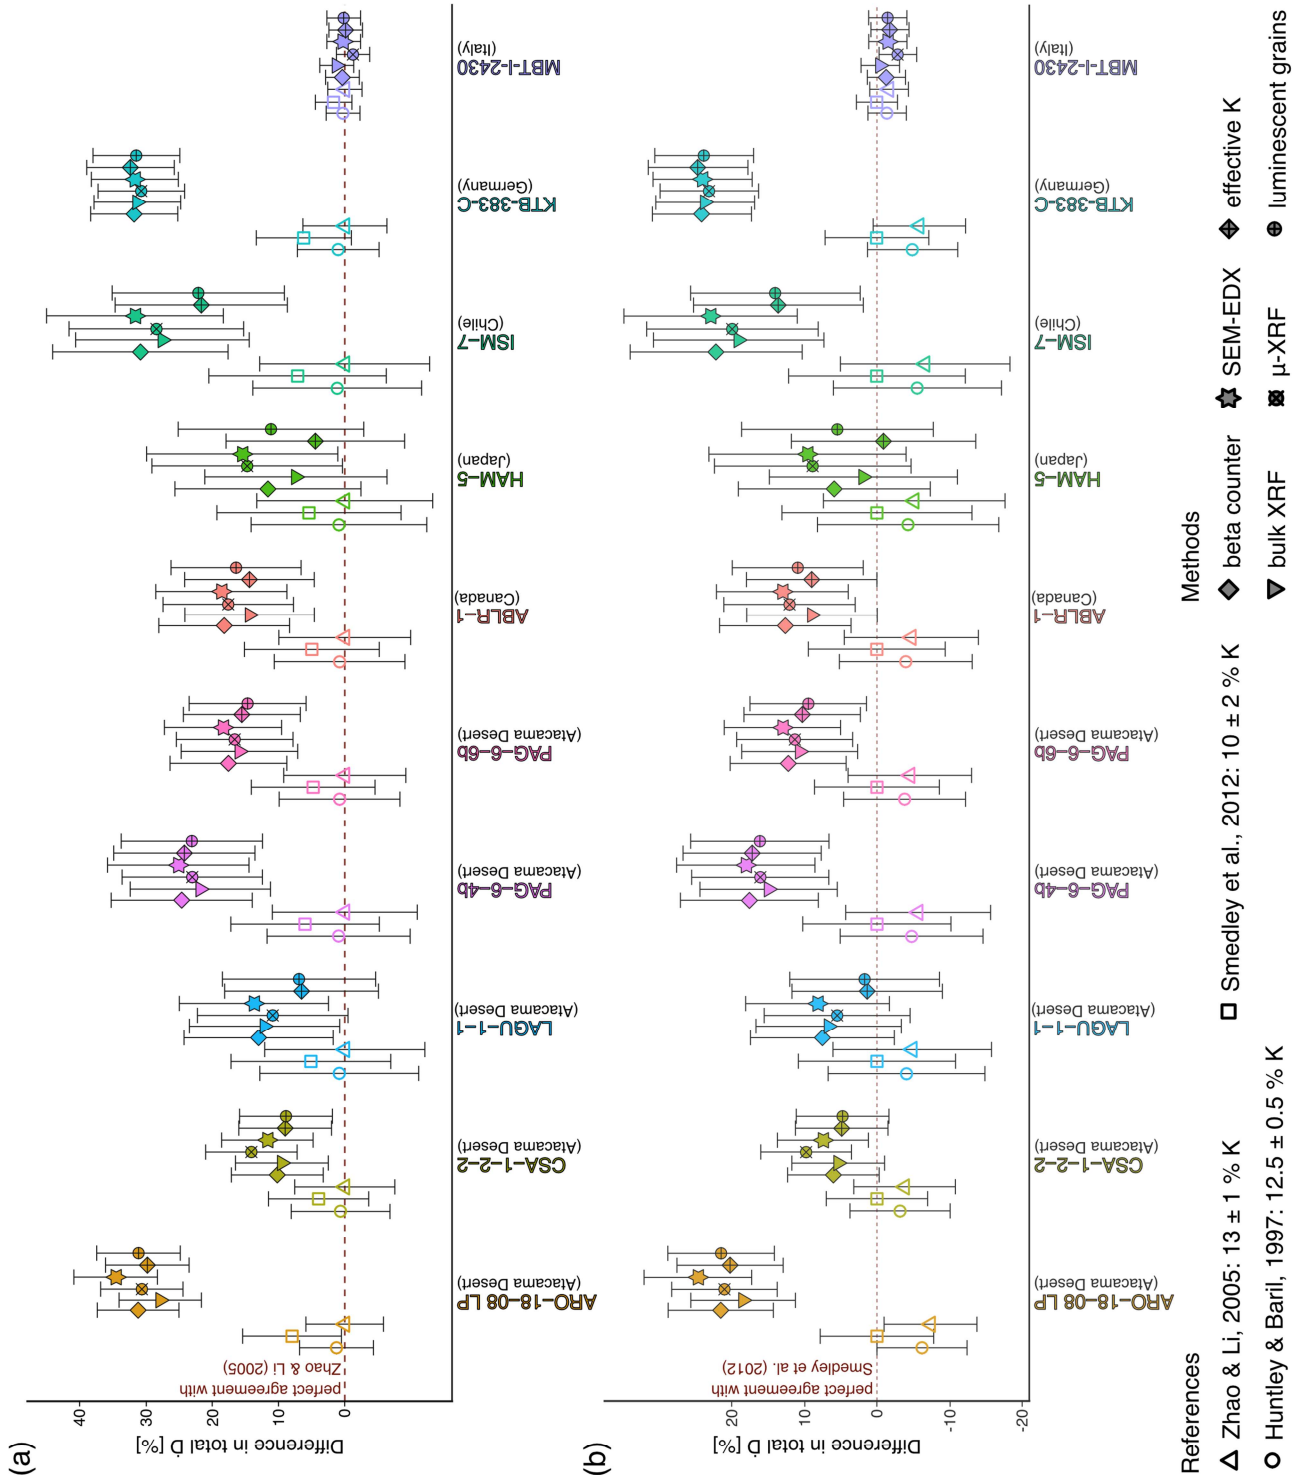 (a)
Difference in total Ḋ [%]
40
30
20
10
0
perfect agreement with
Zhao & Li (2005)
ARO-18-08 LP
(Atacama Desert)
CSA-1-2-2
(Atacama Desert)
LAGU-1-1
(Atacama Desert)
PAG-6-4b
(Atacama Desert)
PAG-6-6b
(Atacama Desert)
ABLR-1
(Canada)
HAM-5
(Japan)
ISM-7
(Chile)
KTB-383-C
(Germany)
MBT-I-2430
(Italy)
(b)
Difference in total Ḋ [%]
20
10
0
-10
-20
perfect agreement with
Smedley et al. (2012)
ARO-18-08 LP
(Atacama Desert)
CSA-1-2-2
(Atacama Desert)
LAGU-1-1
(Atacama Desert)
PAG-6-4b
(Atacama Desert)
PAG-6-6b
(Atacama Desert)
ABLR-1
(Canada)
HAM-5
(Japan)
ISM-7
(Chile)
KTB-383-C
(Germany)
MBT-I-2430
(Italy)
References
Zhao & Li, 2005: 13 ± 1 % K
Smedley et al., 2012: 10 ± 2 % K
Huntley & Baril, 1997: 12.5 ± 0.5 % K
Methods
beta counter
SEM-EDX
effective K
bulk XRF
µ-XRF
luminescent grains